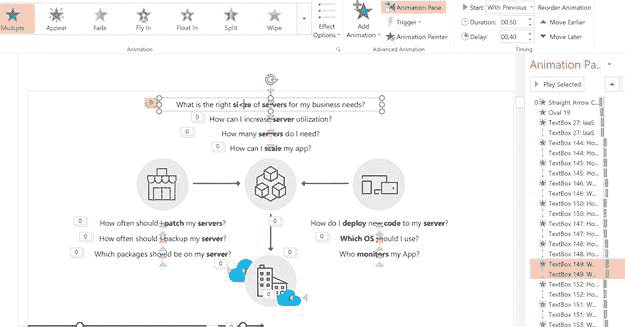 Start: With Previous Reorder Animation
Multiple Appear Fade Fly In Float In Split Wipe Effect Options Add Animation Animation Pane Trigger Animation Painter Duration: 00.50 Move Earlier
Delay: 00.40 Move Later
Animation Advanced Animation Timing
Animation Pa...
Play Selected
0
What is the right size of servers for my business needs?
0
How can I increase server utilization?
0
How many servers do I need?
0
How can I scale my app?
0
How often should I patch my servers?
0
How often should I backup my server?
0
Which packages should be on my server?
0
0
How do I deploy new code to my server?
0
Which OS should I use?
0
Who monitors my App?
0
0
0 Straight Arrow C...
Oval 19
TextBox 27: IaaS
TextBox 27: IaaS
TextBox 144: Ho...
TextBox 144: Ho...
TextBox 145: Ho...
TextBox 145: Ho...
TextBox 146: W...
TextBox 146: W...
TextBox 150: Ho...
TextBox 150: Ho...
TextBox 147: Ho...
TextBox 147: Ho...
TextBox 148: Ho...
TextBox 148: Ho...
TextBox 149: W...
TextBox 149: W...
TextBox 152: Ho...
TextBox 152: Ho...
TextBox 151: W...
TextBox 151: W...
TextBox 153: W...